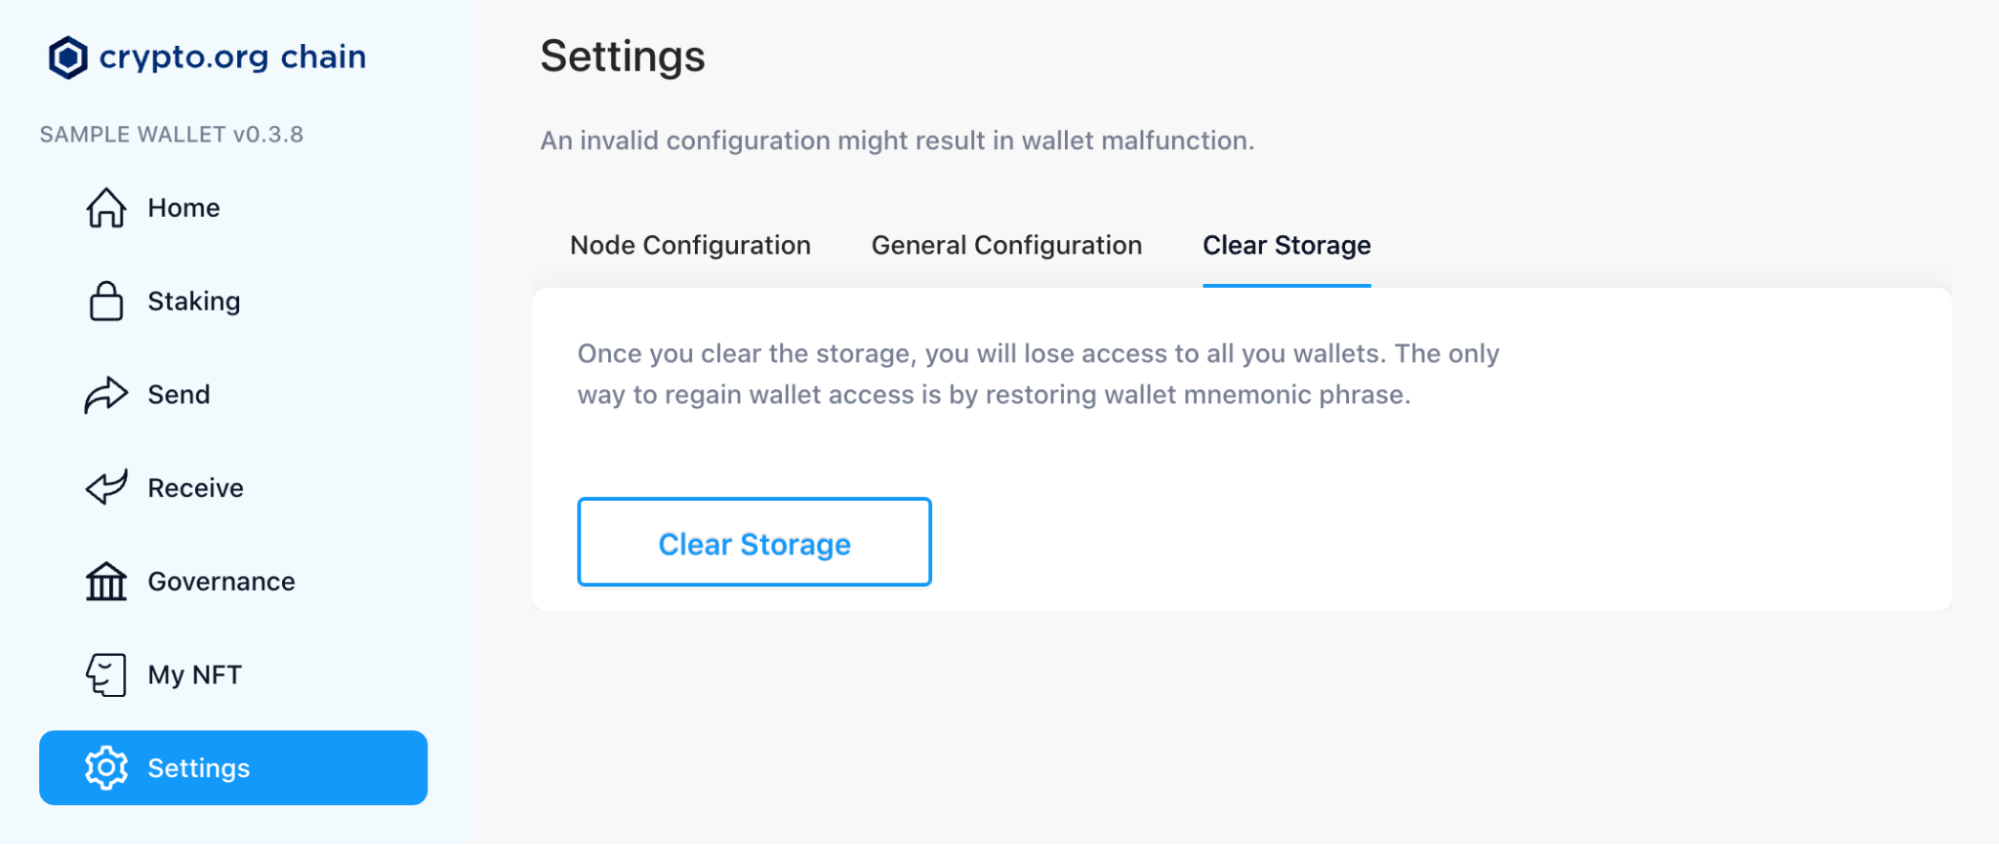 crypto.org chain
SAMPLE WALLET v0.3.8
Home
Staking
Send
Receive
Governance
My NFT
Settings
Settings
An invalid configuration might result in wallet malfunction.
Node Configuration General Configuration Clear Storage
Once you clear the storage, you will lose access to all you wallets. The only
way to regain wallet access is by restoring wallet mnemonic phrase.
Clear Storage